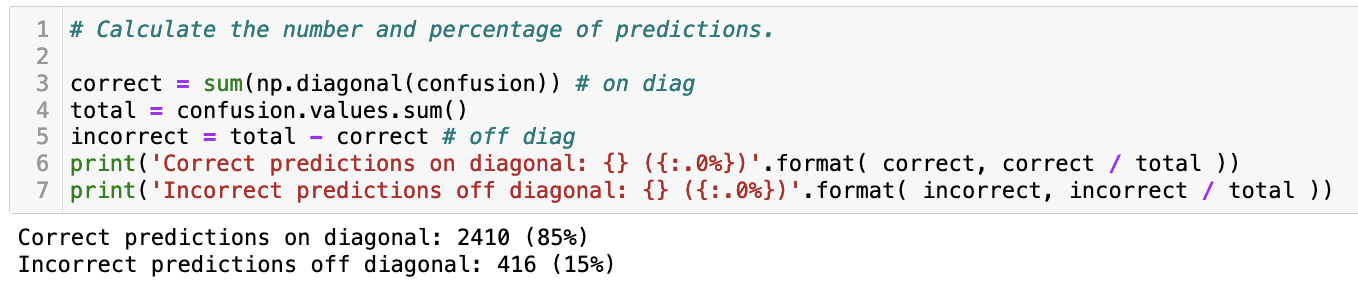 1 # Calculate the number and percentage of predictions.
2
3 correct = sum(np.diagonal(confusion)) # on diag
4 total = confusion.values.sum()
5 incorrect = total - correct # off diag
6 print('Correct predictions on diagonal: {} ({:.0%})'.format( correct, correct / total ))
7 print('Incorrect predictions off diagonal: {} ({:.0%})'.format( incorrect, incorrect / total ))
Correct predictions on diagonal: 2410 (85%)
Incorrect predictions off diagonal: 416 (15%)